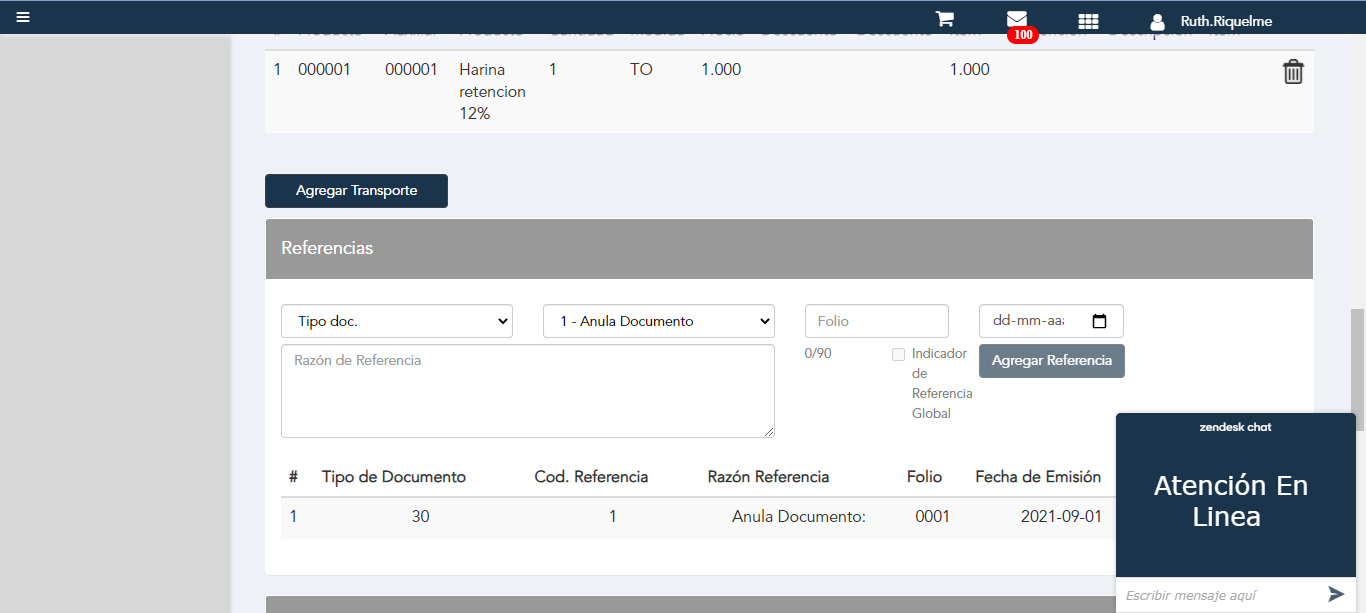 Ruth.Riquelme
100
1 000001 000001 Harina 1 TO 1.000 1.000
retencion
12%
Agregar Transporte
Referencias
Tipo doc. 1 - Anula Documento Folio dd-mm-aaa
Razón de Referencia 0/90 Indicador Agregar Referencia
de
Referencia
Global
zendesk chat
Atención En
Linea
# Tipo de Documento Cod. Referencia Razón Referencia Folio Fecha de Emisión
1 30 1 Anula Documento: 0001 2021-09-01
Escribir mensaje aquí